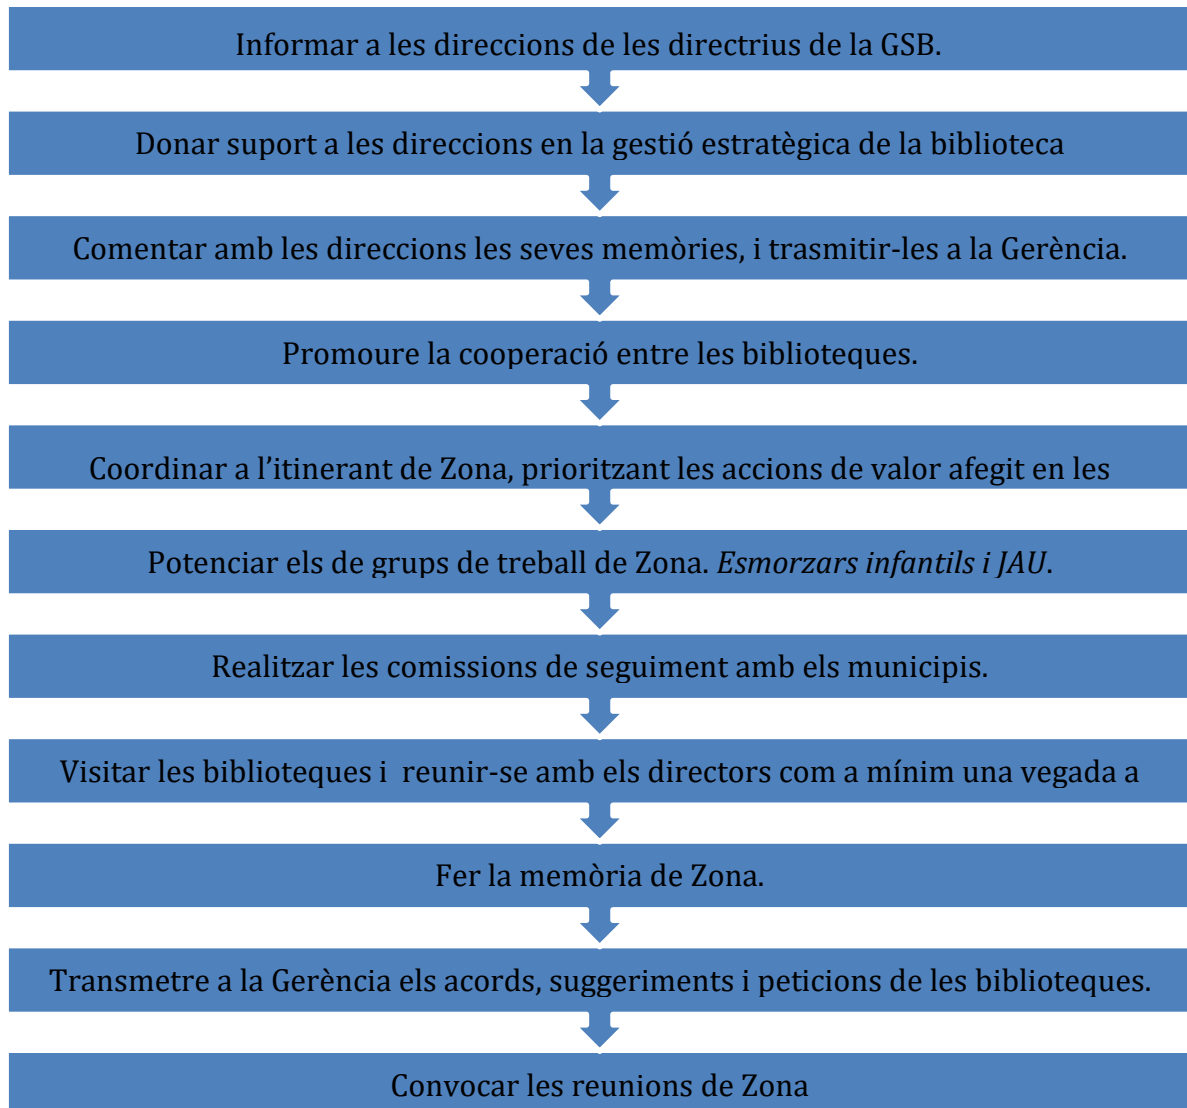 Informar a les direccions de les directrius de la GSB.
Donar suport a les direccions en la gestió estratègica de la biblioteca
Comentar amb les direccions les seves memòries, i trasmitir-les a la Gerència.
Promoure la cooperació entre les biblioteques.
Coordinar a l’itinerant de Zona, prioritzant les accions de valor afegit en les
Potenciar els de grups de treball de Zona. Esmorzars infantils i JAU.
Realitzar les comissions de seguiment amb els municipis.
Visitar les biblioteques i  reunir-se amb els directors com a mínim una vegada a
Fer la memòria de Zona.
Transmetre a la Gerència els acords, suggeriments i peticions de les biblioteques.
Convocar les reunions de Zona